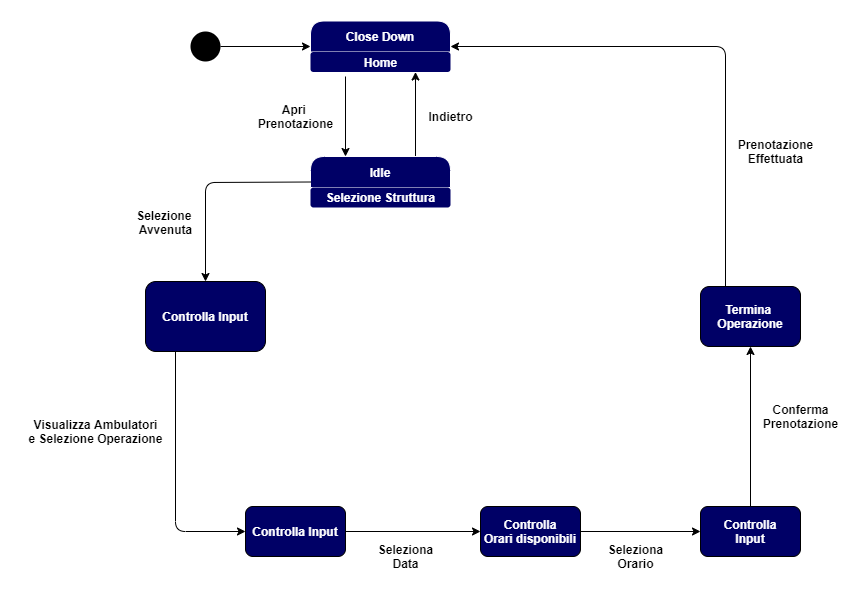 Close Down
Home
Apri
Prenotazione
Indietro
Prenotazione
Effettuata
Idle
Selezione Struttura
Selezione
Avvenuta
Controlla Input
Termina
Operazione
Visualizza Ambulatori
e Selezione Operazione
Conferma
Prenotazione
Controlla Input
Seleziona
Data
Controlla
Orari disponibili
Seleziona
Orario
Controlla
Input